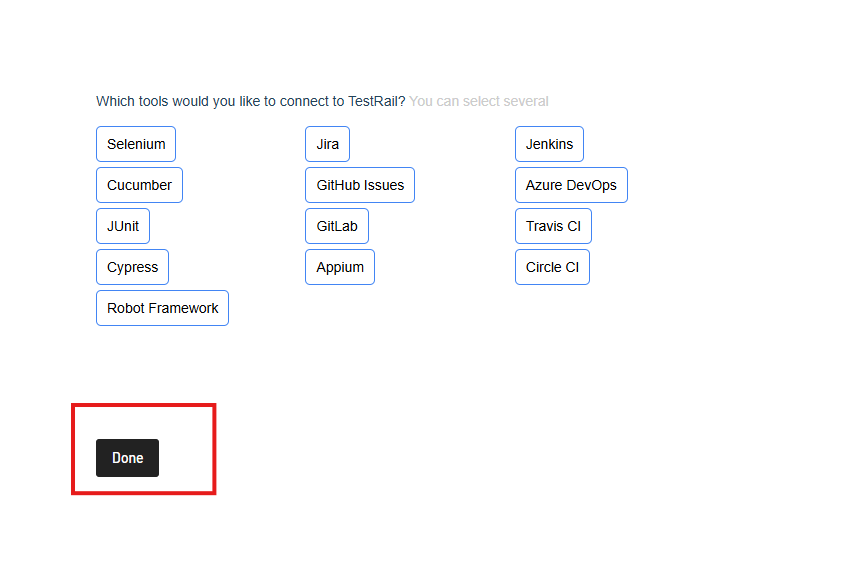 Which tools would you like to connect to TestRail? You can select several
Selenium
Jira
Jenkins
Cucumber
GitHub Issues
Azure DevOps
JUnit
GitLab
Travis CI
Cypress
Appium
Circle CI
Robot Framework
Done